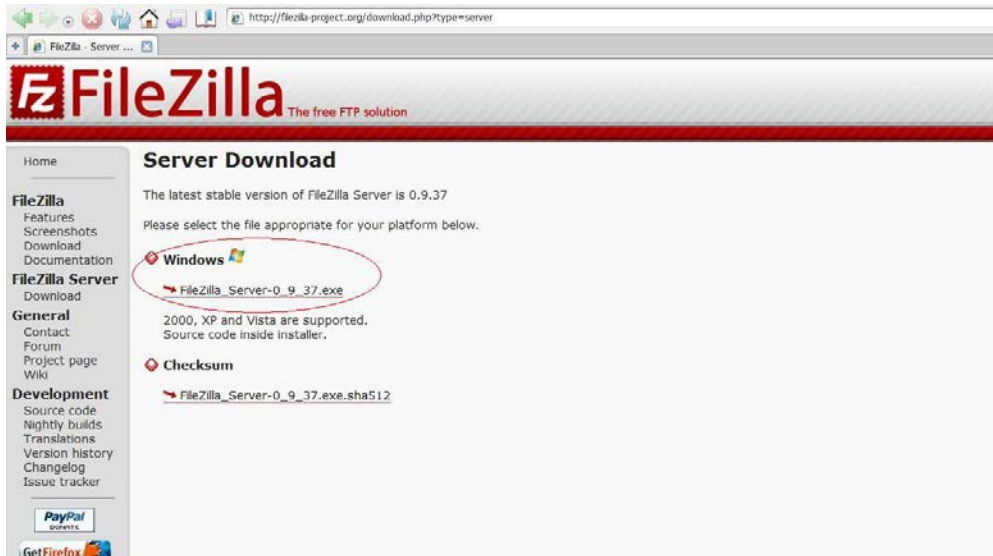 http://filezilla-project.org/download.php?type=server
FileZilla - Server ...
FileZilla
The free FTP solution
Home
FileZilla
Features
Screenshots
Download
Documentation
FileZilla Server
Download
General
Contact
Forum
Project page
Wiki
Development
Source code
Nightly builds
Translations
Version history
Changelog
Issue tracker
PayPal
DONATE
Get Firefox
Server Download
The latest stable version of FileZilla Server is 0.9.37
Please select the file appropriate for your platform below.
Windows
FileZilla_Server-0_9_37.exe
2000, XP and Vista are supported.
Source code inside installer.
Checksum
FileZilla_Server-0_9_37.exe.sha512